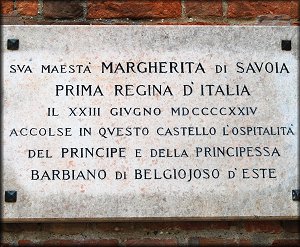 SVA MAESTÀ MARGHERITA DI SAVOIA
PRIMA REGINA D'ITALIA
IL XXIII GIVGNO MDCCCCXXIV
ACCOLSE IN QVESTO CASTELLO L'OSPITALITÀ
DEL PRINCIPE E DELLA PRINCIPESSA
BARBIANO DI BELGIOJOSO D'ESTE